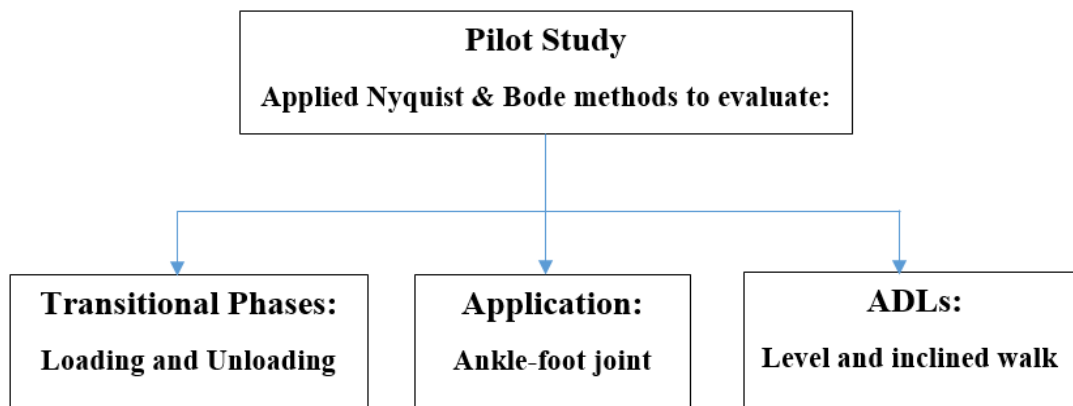 Pilot Study
Applied Nyquist & Bode methods to evaluate:
Transitional Phases:
Loading and Unloading
Application:
Ankle-foot joint
ADLs:
Level and inclined walk